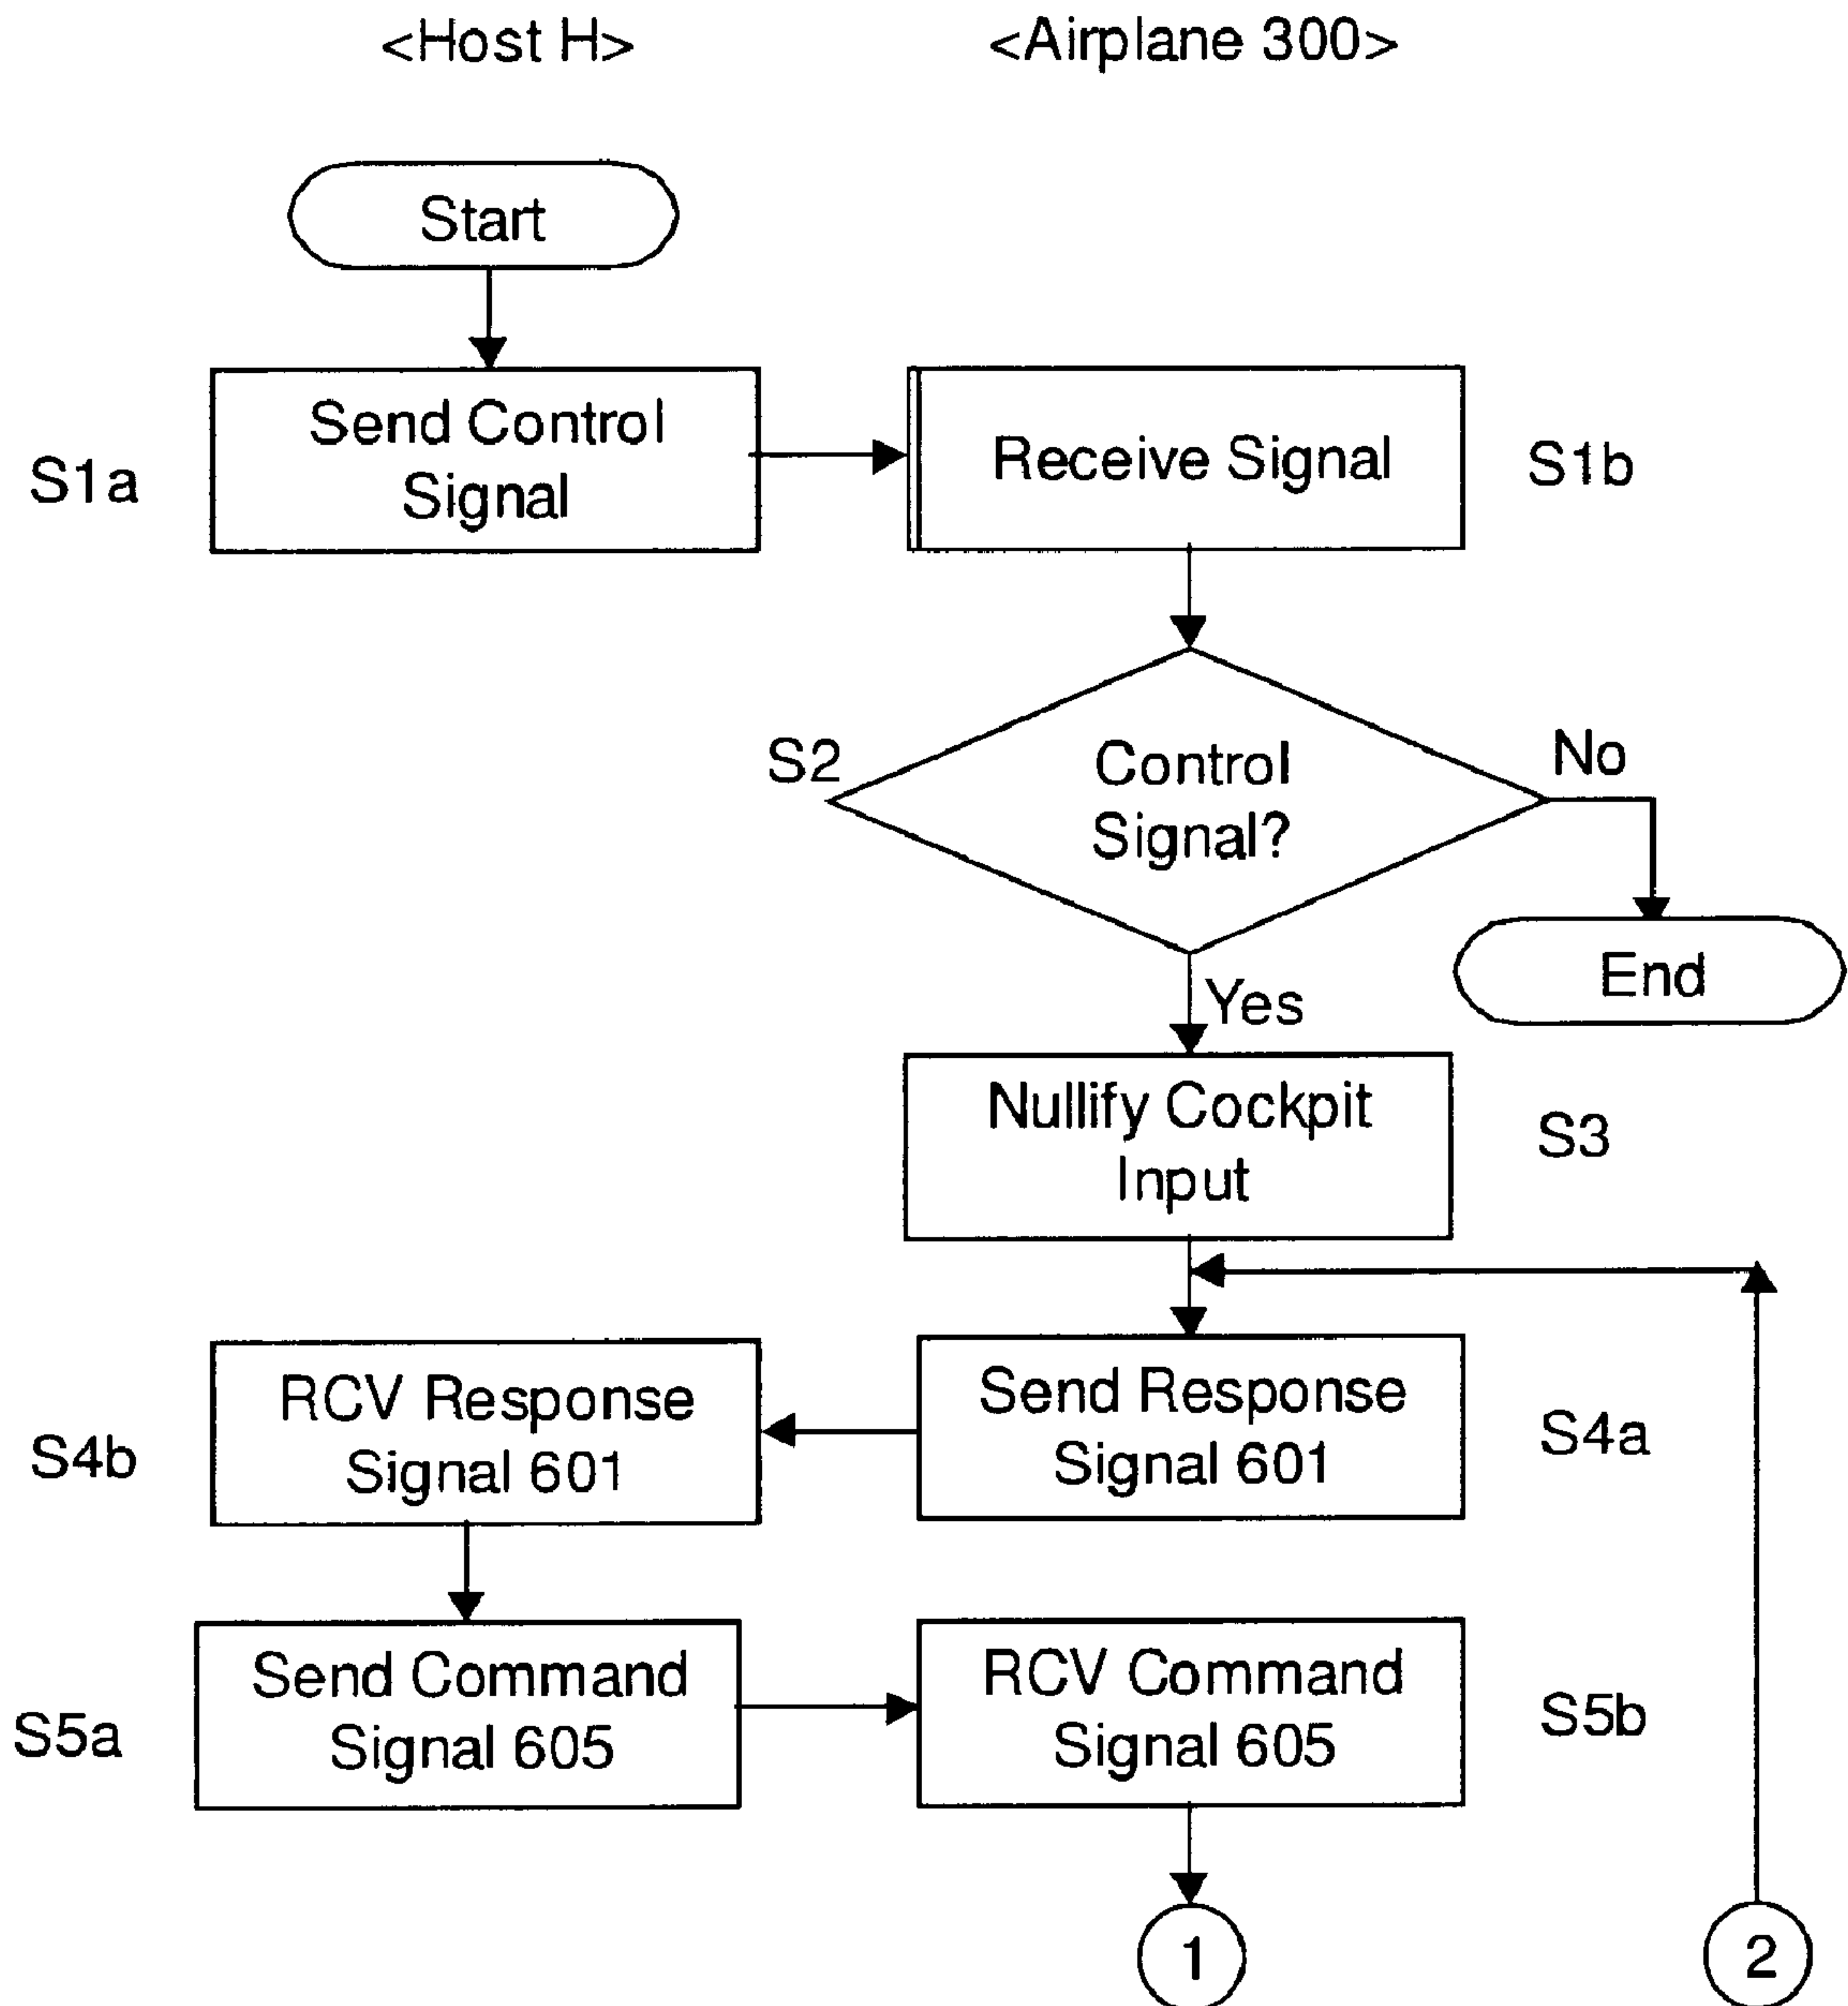 <Host H>
<Airplane 300>
Start
S1a
Send Control
Signal
Receive Signal
S1b
S2
Control
Signal?
No
End
Yes
Nullify Cockpit
Input
S3
S4b
RCV Response
Signal 601
Send Response
Signal 601
S4a
S5a
Send Command
Signal 605
RCV Command
Signal 605
S5b
1
2